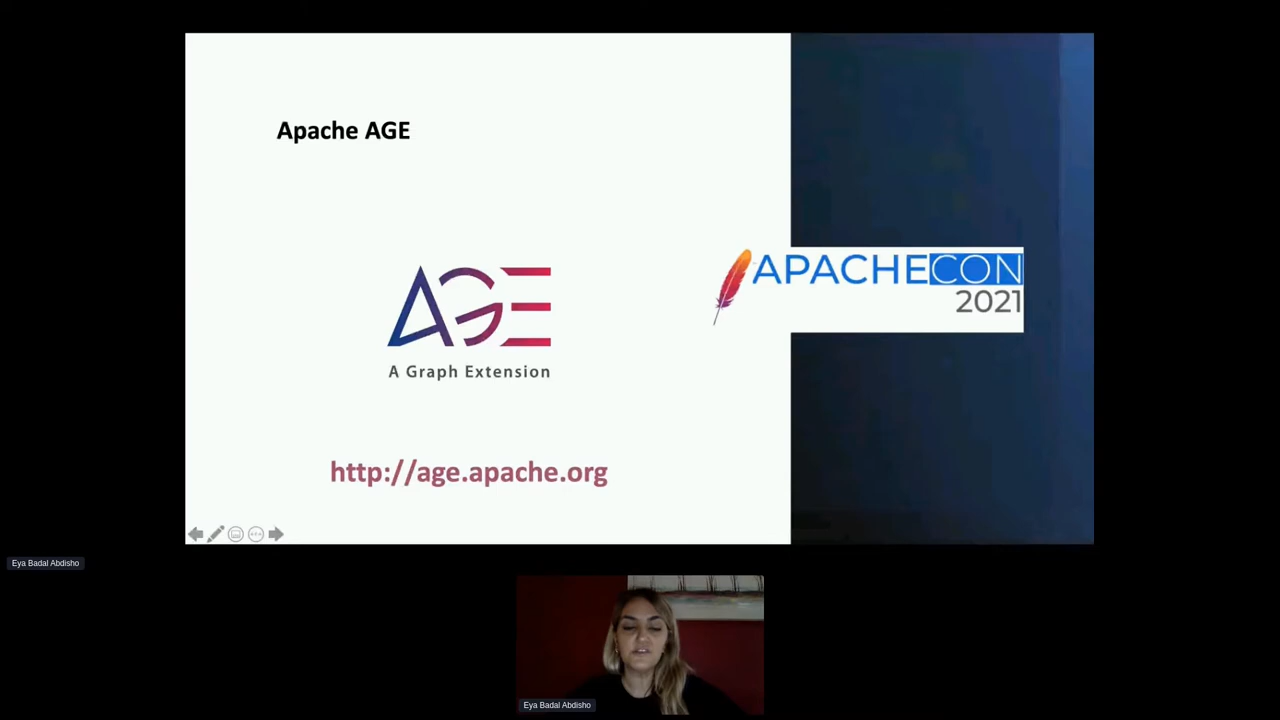 Apache AGE
AGE
A Graph Extension
APACHECON
2021
http://age.apache.org
Eya Badal Abdisho
Eya Badal Abdisho